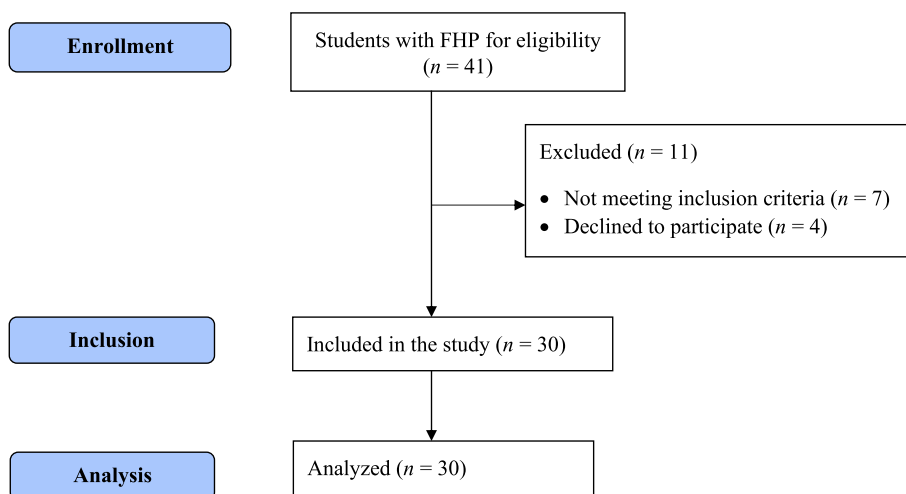 Enrollment
Students with FHP for eligibility
(n = 41)
Excluded (n = 11)
• Not meeting inclusion criteria (n = 7)
• Declined to participate (n = 4)
Inclusion
Included in the study (n = 30)
Analysis
Analyzed (n = 30)